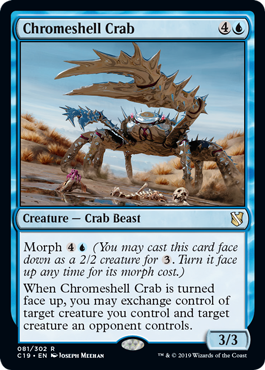 Chromeshell Crab 4
Creature — Crab Beast
Morph 4 (You may cast this card face
down as a 2/2 creature for 3. Turn it face
up any time for its morph cost.)
When Chromeshell Crab is turned
face up, you may exchange control of
target creature you control and target
creature an opponent controls.
3/3
081/302 R
C19 • EN Joseph Meehan ™ & © 2019 Wizards of the Coast